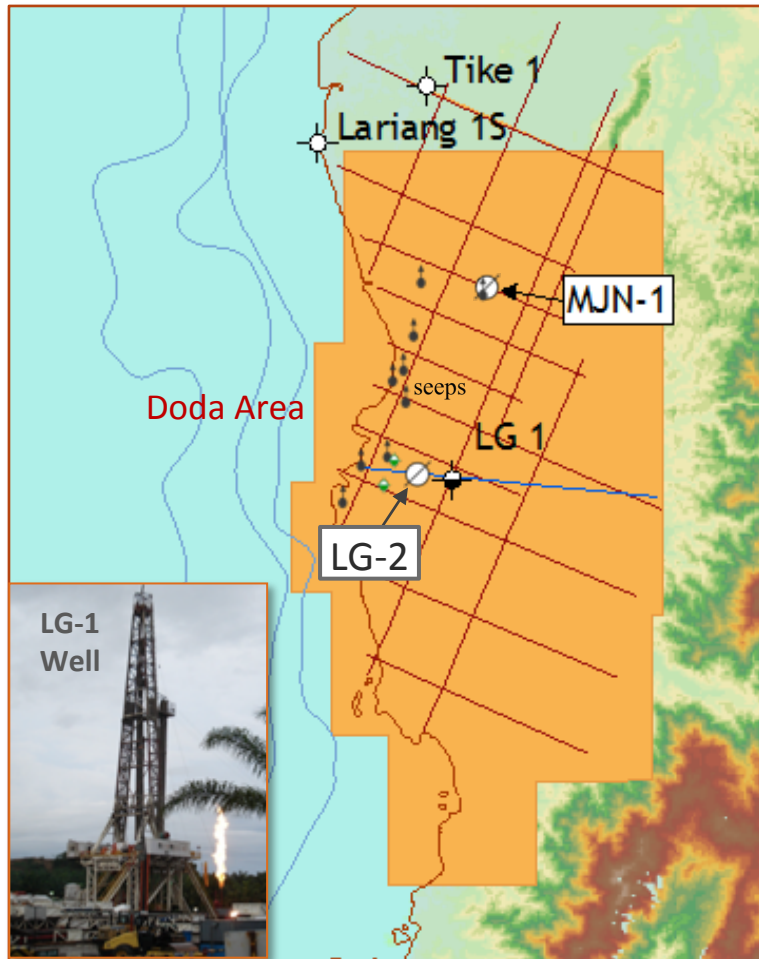 Tike 1
Lariang 1S
MJN-1
seeps
Doda Area
LG 1
LG-2
LG-1
Well